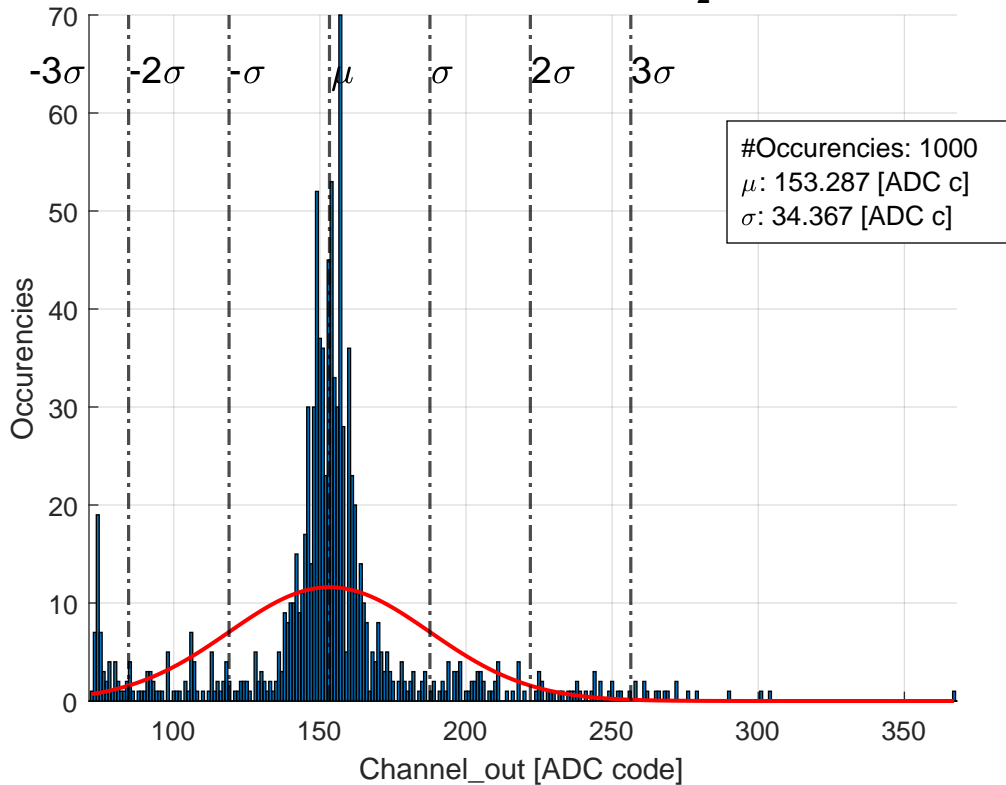 2
70
60
50
40
30
20
10
0
-3σ -2σ -σ μ σ 2σ 3σ
#Occurencies: 1000
μ: 153.287 [ADC c]
σ: 34.367 [ADC c]
Occurencies
100 150 200 250 300 350
Channel_out [ADC code]